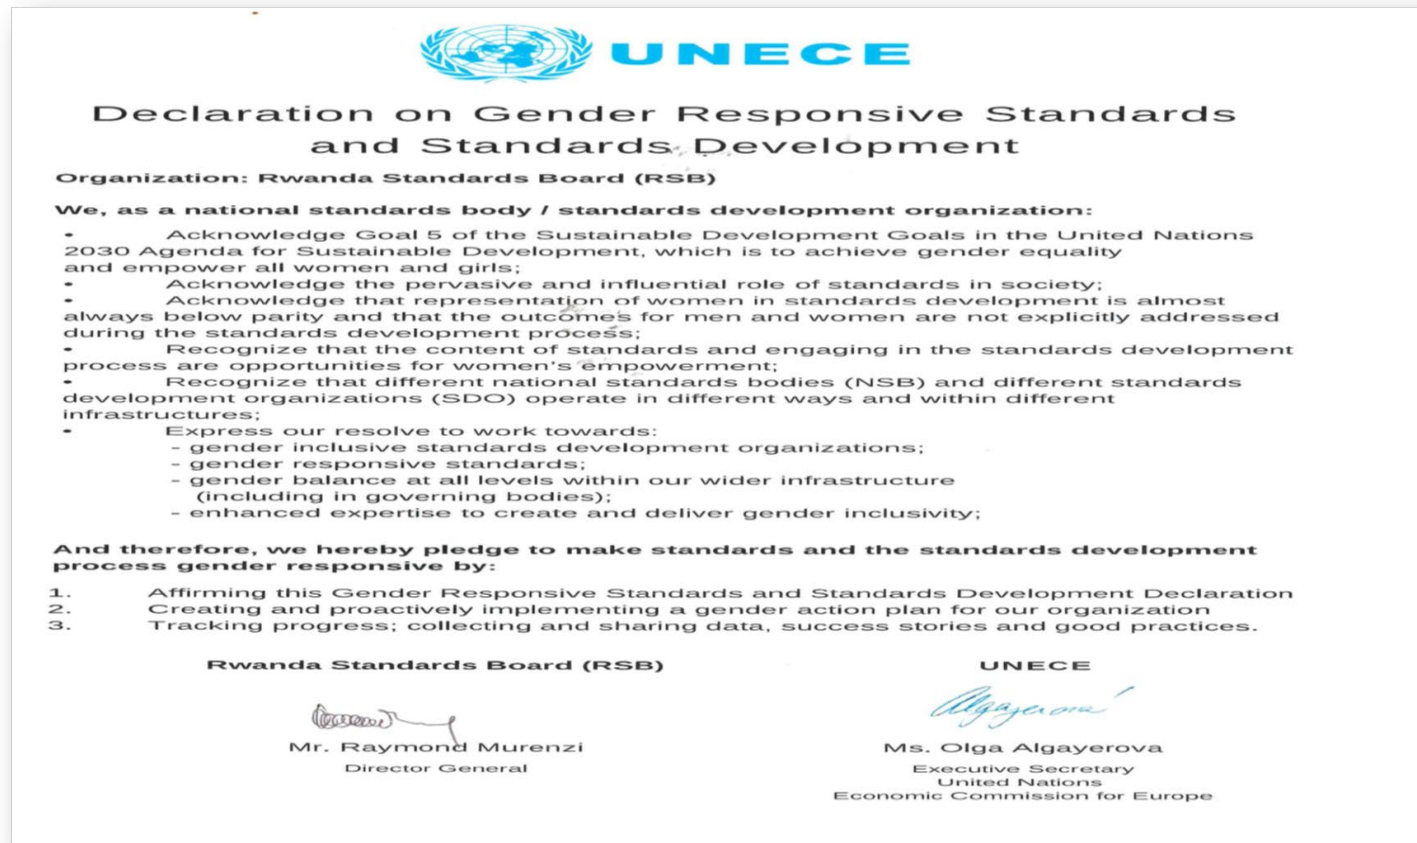 UNECE
Declaration on Gender Responsive Standards
and Standards Development
Organization: Rwanda Standards Board (RSB)
We, as a national standards body / standards development organization:
• Acknowledge Goal 5 of the Sustainable Development Goals in the United Nations
2030 Agenda for Sustainable Development, which is to achieve gender equality
and empower all women and girls;
• Acknowledge the pervasive and influential role of standards in society;
• Acknowledge that representation of women in standards development is almost
always below parity and that the outcomes for men and women are not explicitly addressed
during the standards development process;
• Recognize that the content of standards and engaging in the standards development
process are opportunities for women's empowerment;
• Recognize that different national standards bodies (NSB) and different standards
development organizations (SDO) operate in different ways and within different
infrastructures;
• Express our resolve to work towards:
- gender inclusive standards development organizations;
- gender responsive standards;
- gender balance at all levels within our wider infrastructure
(including in governing bodies);
- enhanced expertise to create and deliver gender inclusivity;
And therefore, we hereby pledge to make standards and the standards development
process gender responsive by:
1. Affirming this Gender Responsive Standards and Standards Development Declaration
2. Creating and proactively implementing a gender action plan for our organization
3. Tracking progress; collecting and sharing data, success stories and good practices.
Rwanda Standards Board (RSB) UNECE
Algayerová
Mr. Raymond Murenzi Ms. Olga Algayerova
Director General Executive Secretary
United Nations
Economic Commission for Europe